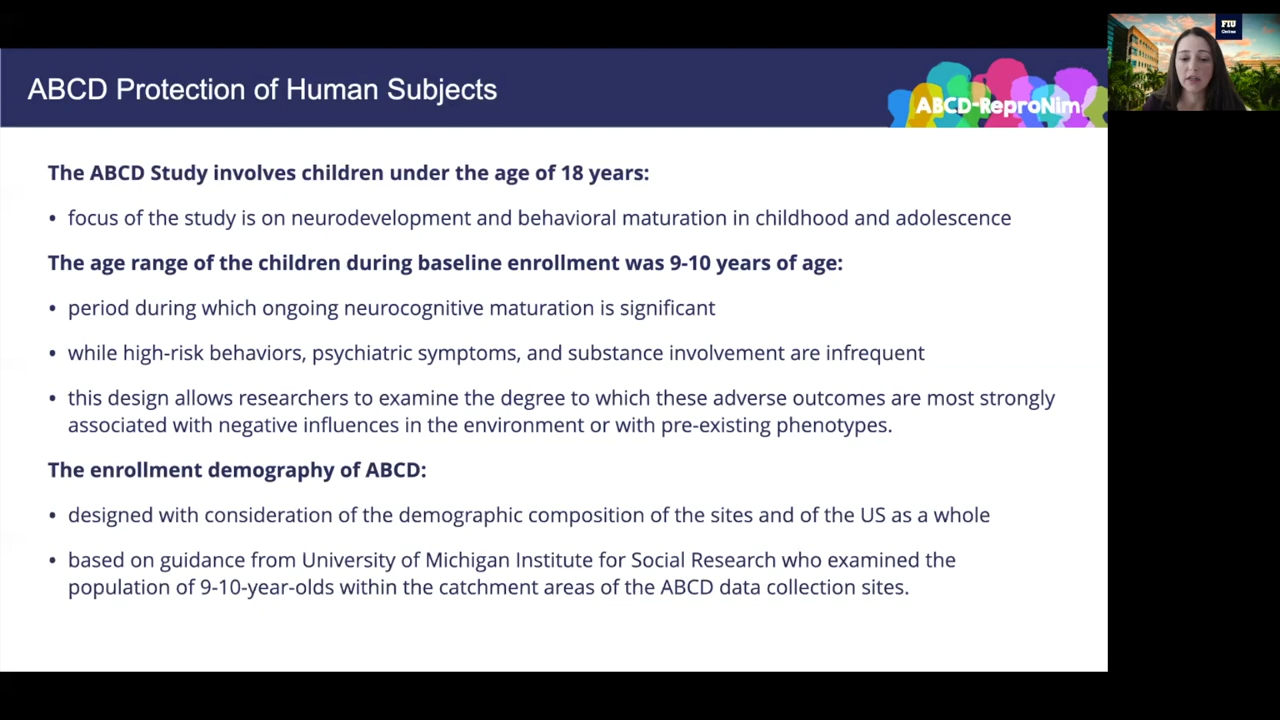 ABCD Protection of Human Subjects
ABCD-ReproNim
FIU
Online
The ABCD Study involves children under the age of 18 years:
• focus of the study is on neurodevelopment and behavioral maturation in childhood and adolescence
The age range of the children during baseline enrollment was 9-10 years of age:
• period during which ongoing neurocognitive maturation is significant
• while high-risk behaviors, psychiatric symptoms, and substance involvement are infrequent
• this design allows researchers to examine the degree to which these adverse outcomes are most strongly
associated with negative influences in the environment or with pre-existing phenotypes.
The enrollment demography of ABCD:
• designed with consideration of the demographic composition of the sites and of the US as a whole
• based on guidance from University of Michigan Institute for Social Research who examined the
population of 9-10-year-olds within the catchment areas of the ABCD data collection sites.